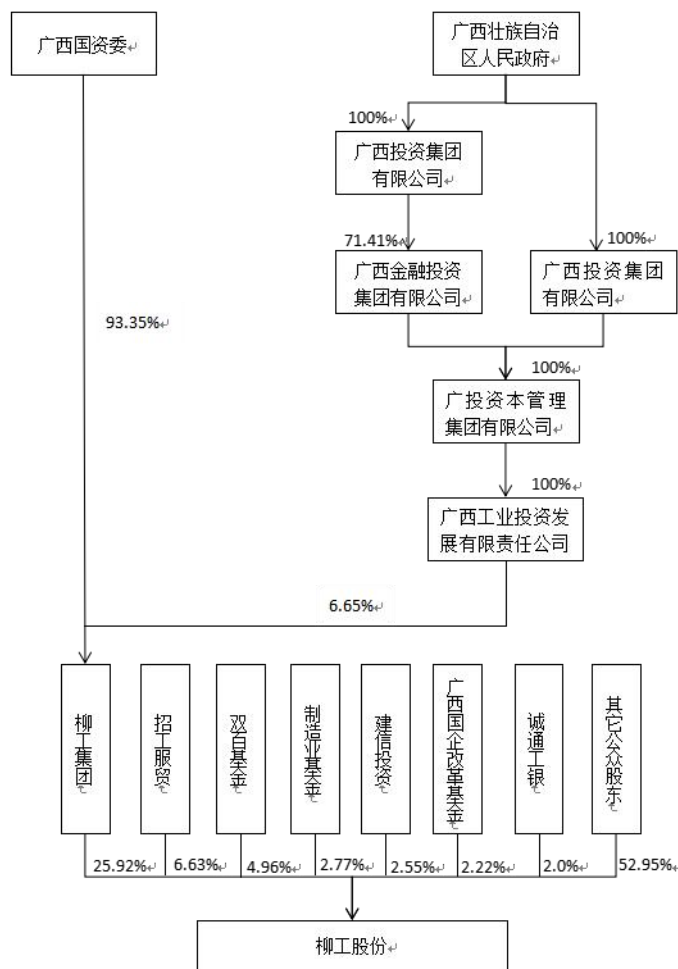 广西国资委
广西壮族自治
区人民政府
100%
广西投资集团
有限公司
71.41%
100%
广西金融投资
集团有限公司
广西投资集团
有限公司
93.35%
100%
广投资本管理
集团有限公司
100%
广西工业投资发
展有限责任公司
6.65%
柳工集团
招工服贸
双百基金
制造业基金
建信投资
广西国企改革基金
诚通工银
其它公众股东
25.92%
6.63%
4.96%
2.77%
2.55%
2.22%
2.0%
52.95%
柳工股份